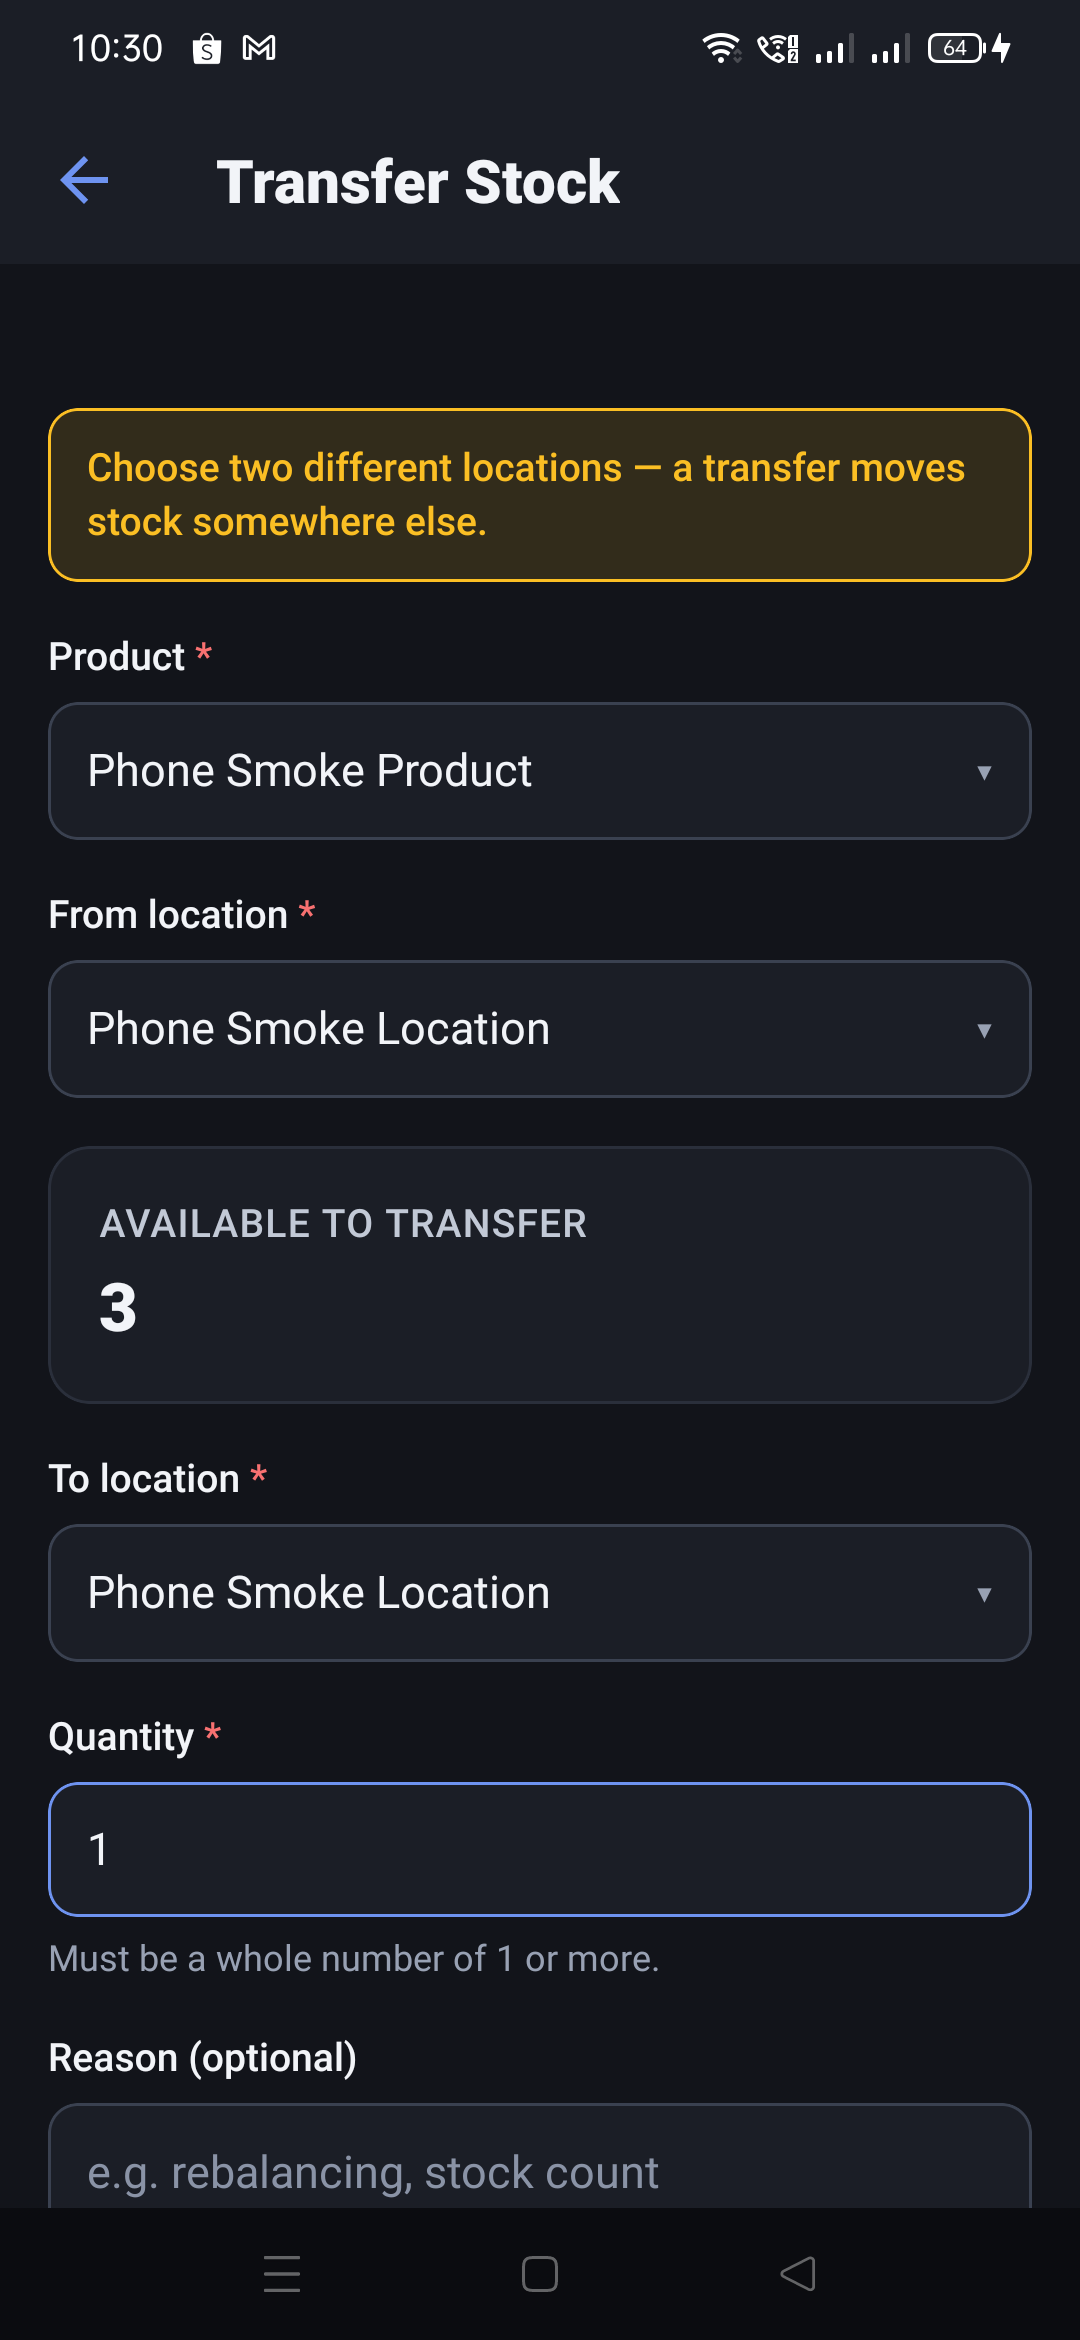 10:30
64
Transfer Stock
Choose two different locations — a transfer moves
stock somewhere else.
Product *
Phone Smoke Product
From location *
Phone Smoke Location
AVAILABLE TO TRANSFER
3
To location *
Phone Smoke Location
Quantity *
1
Must be a whole number of 1 or more.
Reason (optional)
e.g. rebalancing, stock count